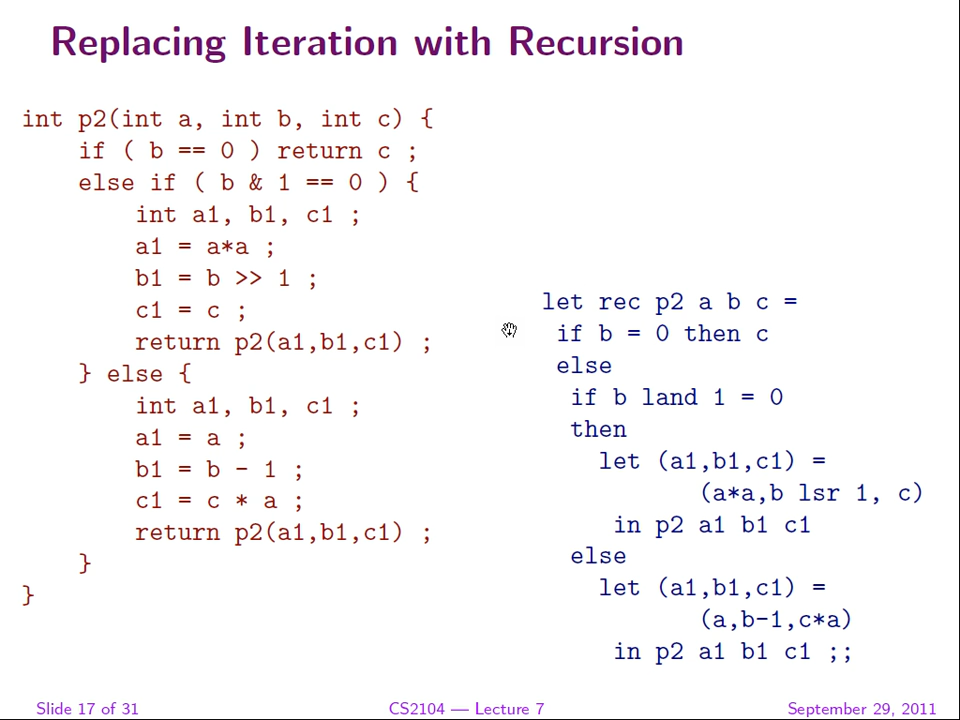 Replacing Iteration with Recursion
int p2(int a, int b, int c) {
if ( b == 0 ) return c ;
else if ( b & 1 == 0 ) {
int a1, b1, c1 ;
a1 = a*a ;
b1 = b >> 1 ;
c1 = c ;
return p2(a1,b1,c1) ;
} else {
int a1, b1, c1 ;
a1 = a ;
b1 = b - 1 ;
c1 = c * a ;
return p2(a1,b1,c1) ;
}
}
let rec p2 a b c =
if b = 0 then c
else
if b land 1 = 0
then
let (a1,b1,c1) =
(a*a,b lsr 1, c)
in p2 a1 b1 c1
else
let (a1,b1,c1) =
(a,b-1,c*a)
in p2 a1 b1 c1 ;;
Slide 17 of 31
CS2104 — Lecture 7
September 29, 2011